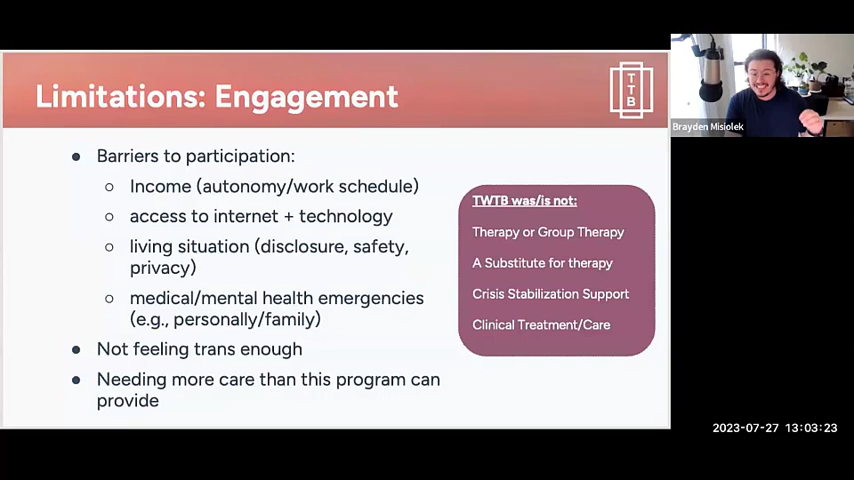 Limitations: Engagement
T
T
B
Brayden Misiolek
● Barriers to participation:
○ Income (autonomy/work schedule)
○ access to internet + technology
○ living situation (disclosure, safety,
privacy)
○ medical/mental health emergencies
(e.g., personally/family)
● Not feeling trans enough
● Needing more care than this program can
provide
TWTB was/is not:
Therapy or Group Therapy
A Substitute for therapy
Crisis Stabilization Support
Clinical Treatment/Care
2023-07-27 13:03:23